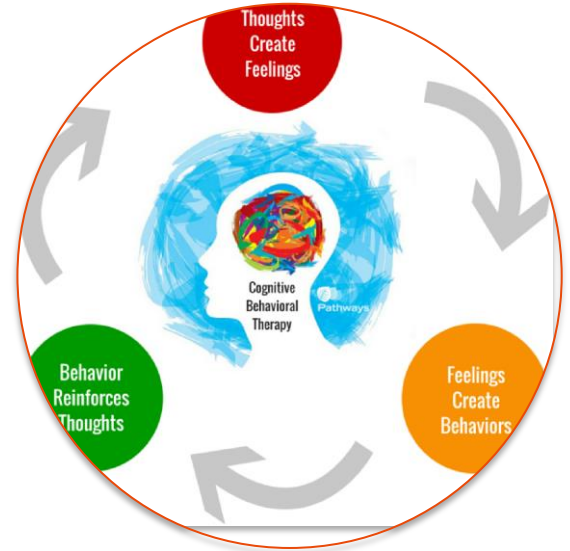 Thoughts
Create
Feelings
Cognitive
Behavioral
Therapy
Pathways
Behavior
Reinforces
Thoughts
Feelings
Create
Behaviors